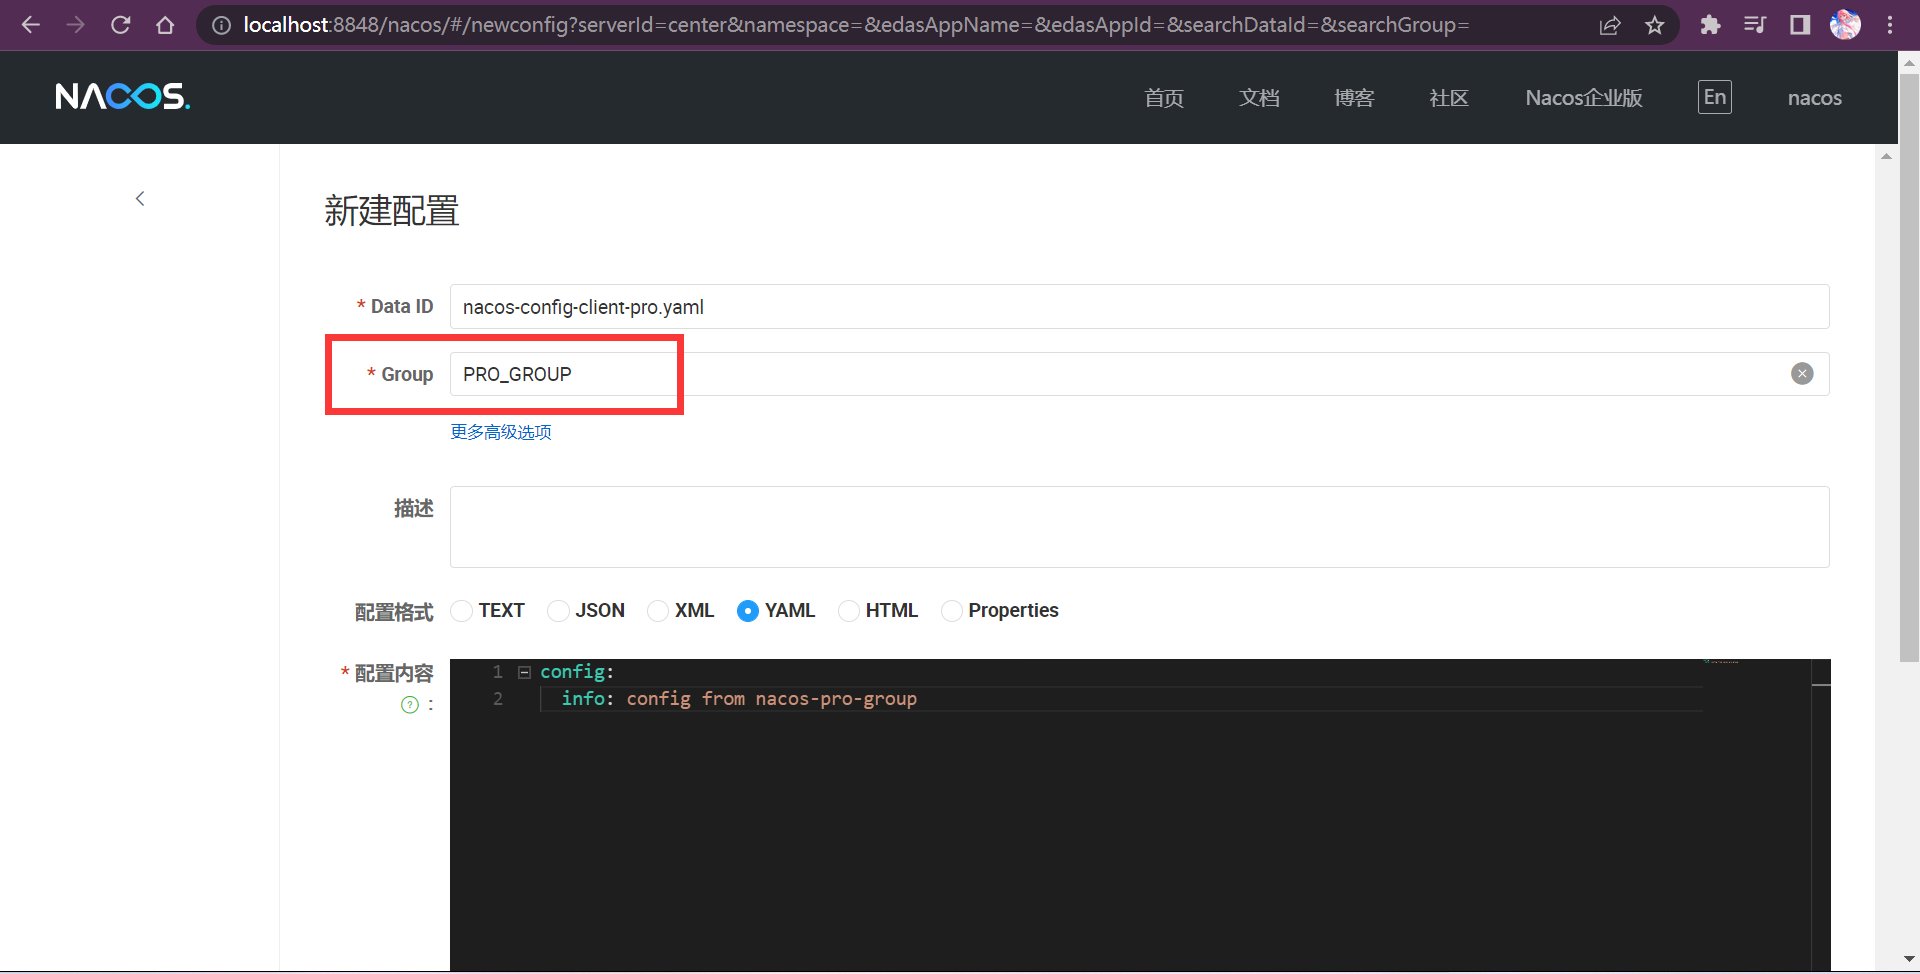 localhost:8848/nacos/#/newconfig?serverId=center&namespace=&edasAppName=&edasAppId=&searchDataId=&searchGroup=
NACOS.
首页 文档 博客 社区 Nacos企业版 En nacos
新建配置
* Data ID nacos-config-client-pro.yaml
* Group PRO_GROUP
更多高级选项
描述
配置格式 TEXT JSON XML YAML HTML Properties
* 配置内容 1 config:
? : 2 info: config from nacos-pro-group